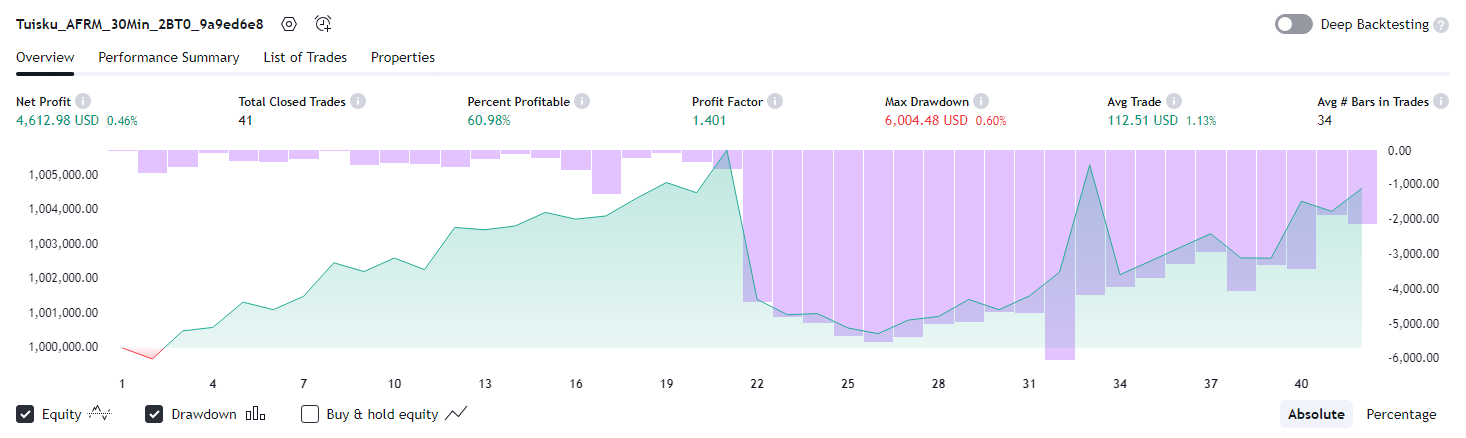 Tuisku_AFRM_30Min_2BT0_9a9ed6e8 Deep Backtesting ?
Overview Performance Summary List of Trades Properties
Net Profit i Total Closed Trades i Percent Profitable i Profit Factor i Max Drawdown i Avg Trade i Avg # Bars in Trades i
4,612.98 USD 0.46% 41 60.98% 1.401 6,004.48 USD 0.60% 112.51 USD 1.13% 34
0.00
1,005,000.00 -1,000.00
1,004,000.00 -2,000.00
1,003,000.00 -3,000.00
1,002,000.00 -4,000.00
1,001,000.00 -5,000.00
1,000,000.00 -6,000.00
1 4 7 10 13 16 19 22 25 28 31 34 37 40
Equity Drawdown Buy & hold equity Absolute Percentage